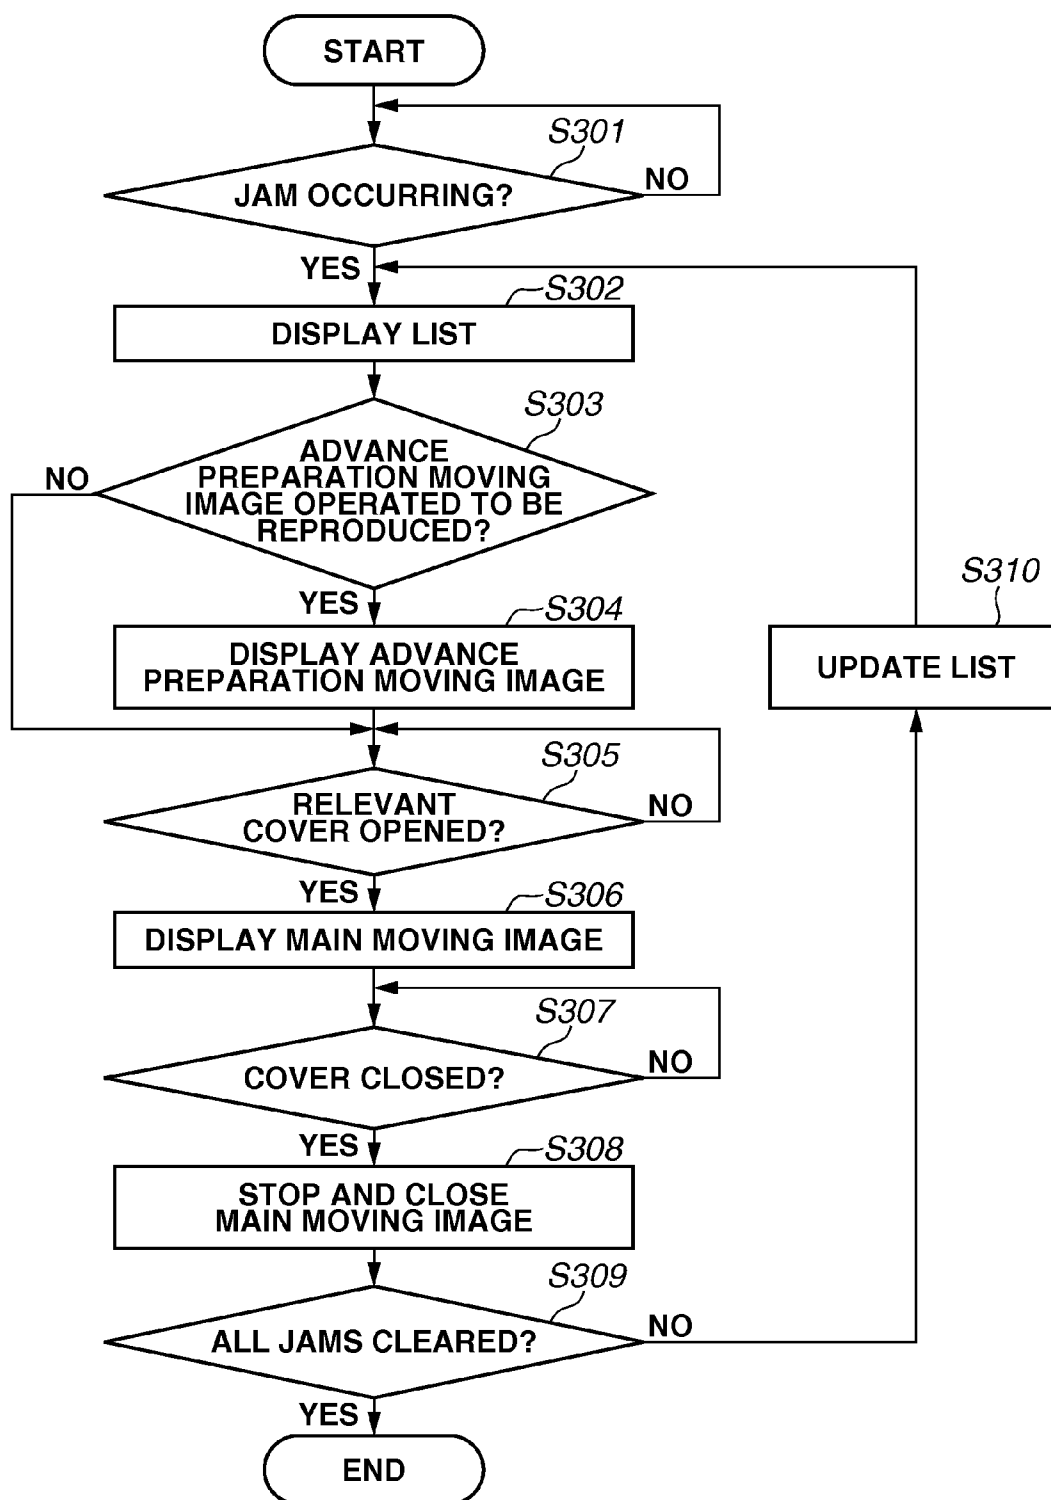 START
S301
JAM OCCURRING?
NO
YES
S302
DISPLAY LIST
S303
ADVANCE
PREPARATION MOVING
IMAGE OPERATED TO BE
REPRODUCED?
NO
YES
S304
DISPLAY ADVANCE
PREPARATION MOVING IMAGE
S310
UPDATE LIST
S305
RELEVANT
COVER OPENED?
NO
YES
S306
DISPLAY MAIN MOVING IMAGE
S307
COVER CLOSED?
NO
YES
S308
STOP AND CLOSE
MAIN MOVING IMAGE
S309
ALL JAMS CLEARED?
NO
YES
END